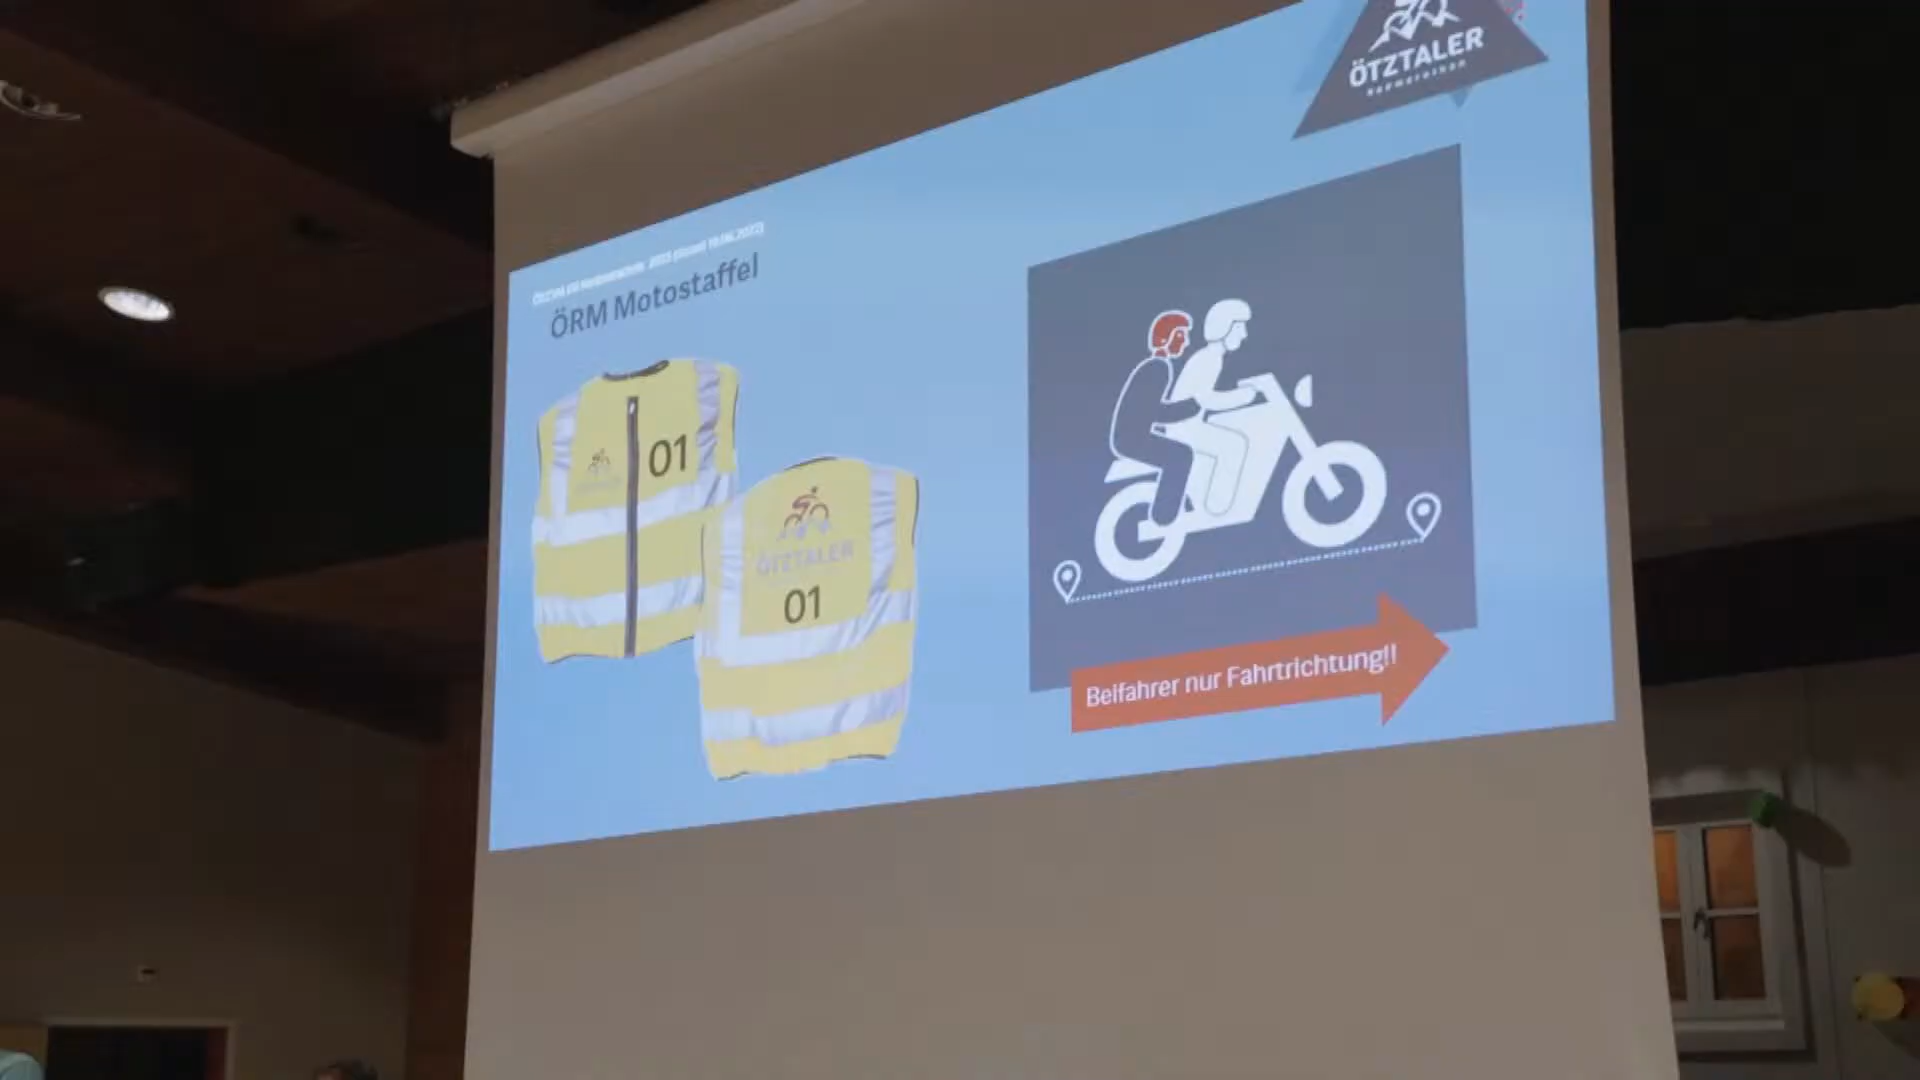 ÖTZTALER
ÖRM Motostaffel
01
ÖTZTALER
01
Beifahrer nur Fahrtrichtung!!